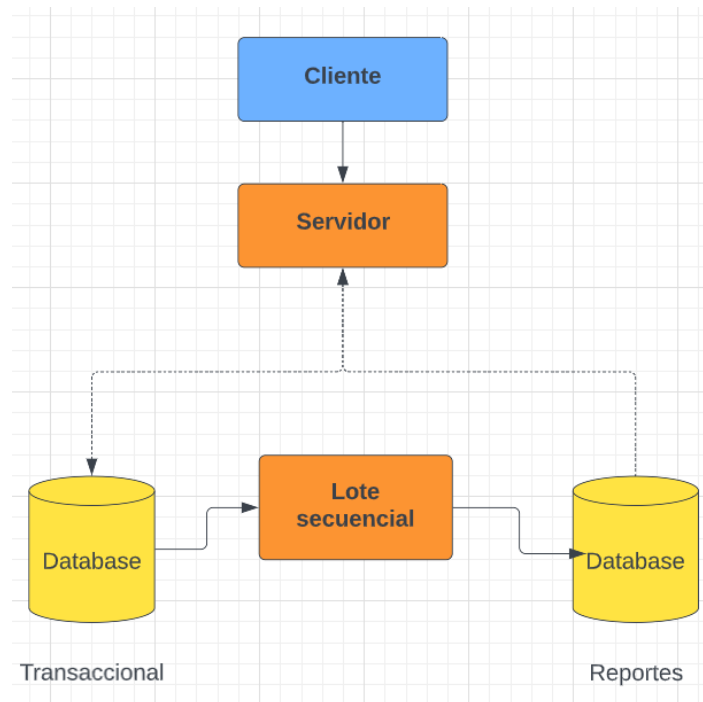 Cliente
Servidor
Lote
secuencial
Database
Database
Transaccional
Reportes